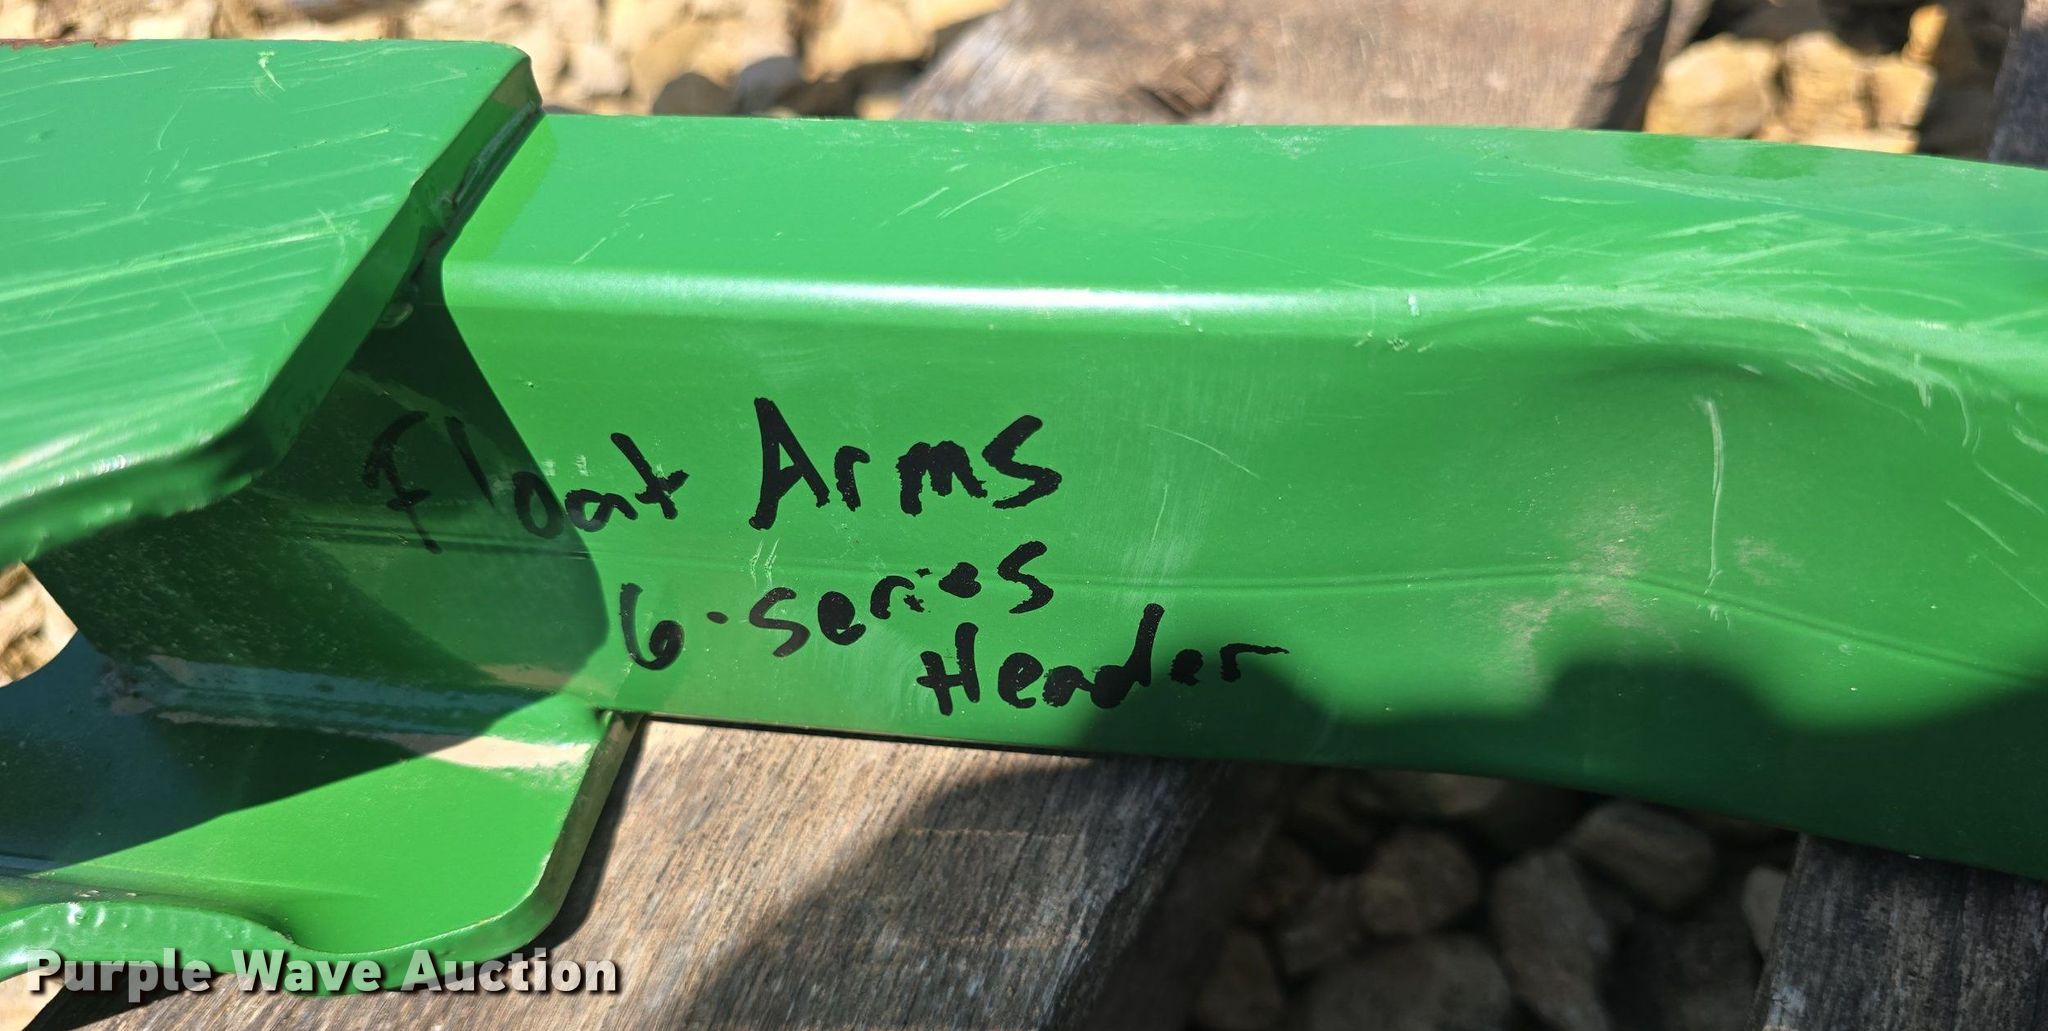 Float Arms
6-Series
Header
Purple Wave Auction